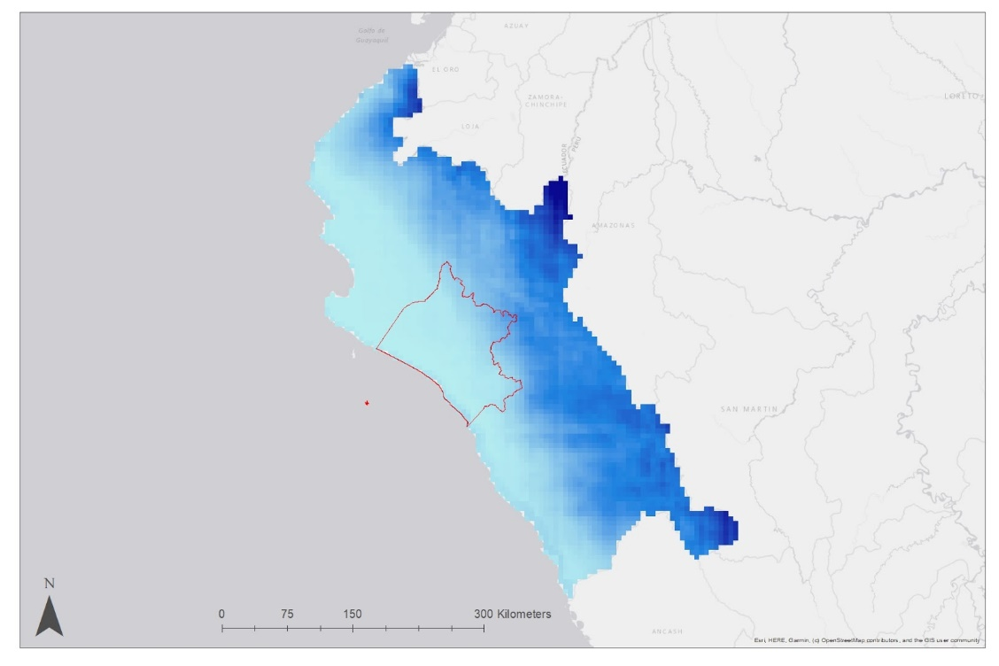 Golfo de
Guayaquil
AZUAY
EL ORO
ZAMORA-
CHINCHIPE
LORETO
LOJA
ECUADOR
PERU
AMAZONAS
SAN MARTIN
N
0 75 150 300 Kilometers
ANCASH
Esri, HERE, Garmin, (c) OpenStreetMap contributors, and the GIS user community